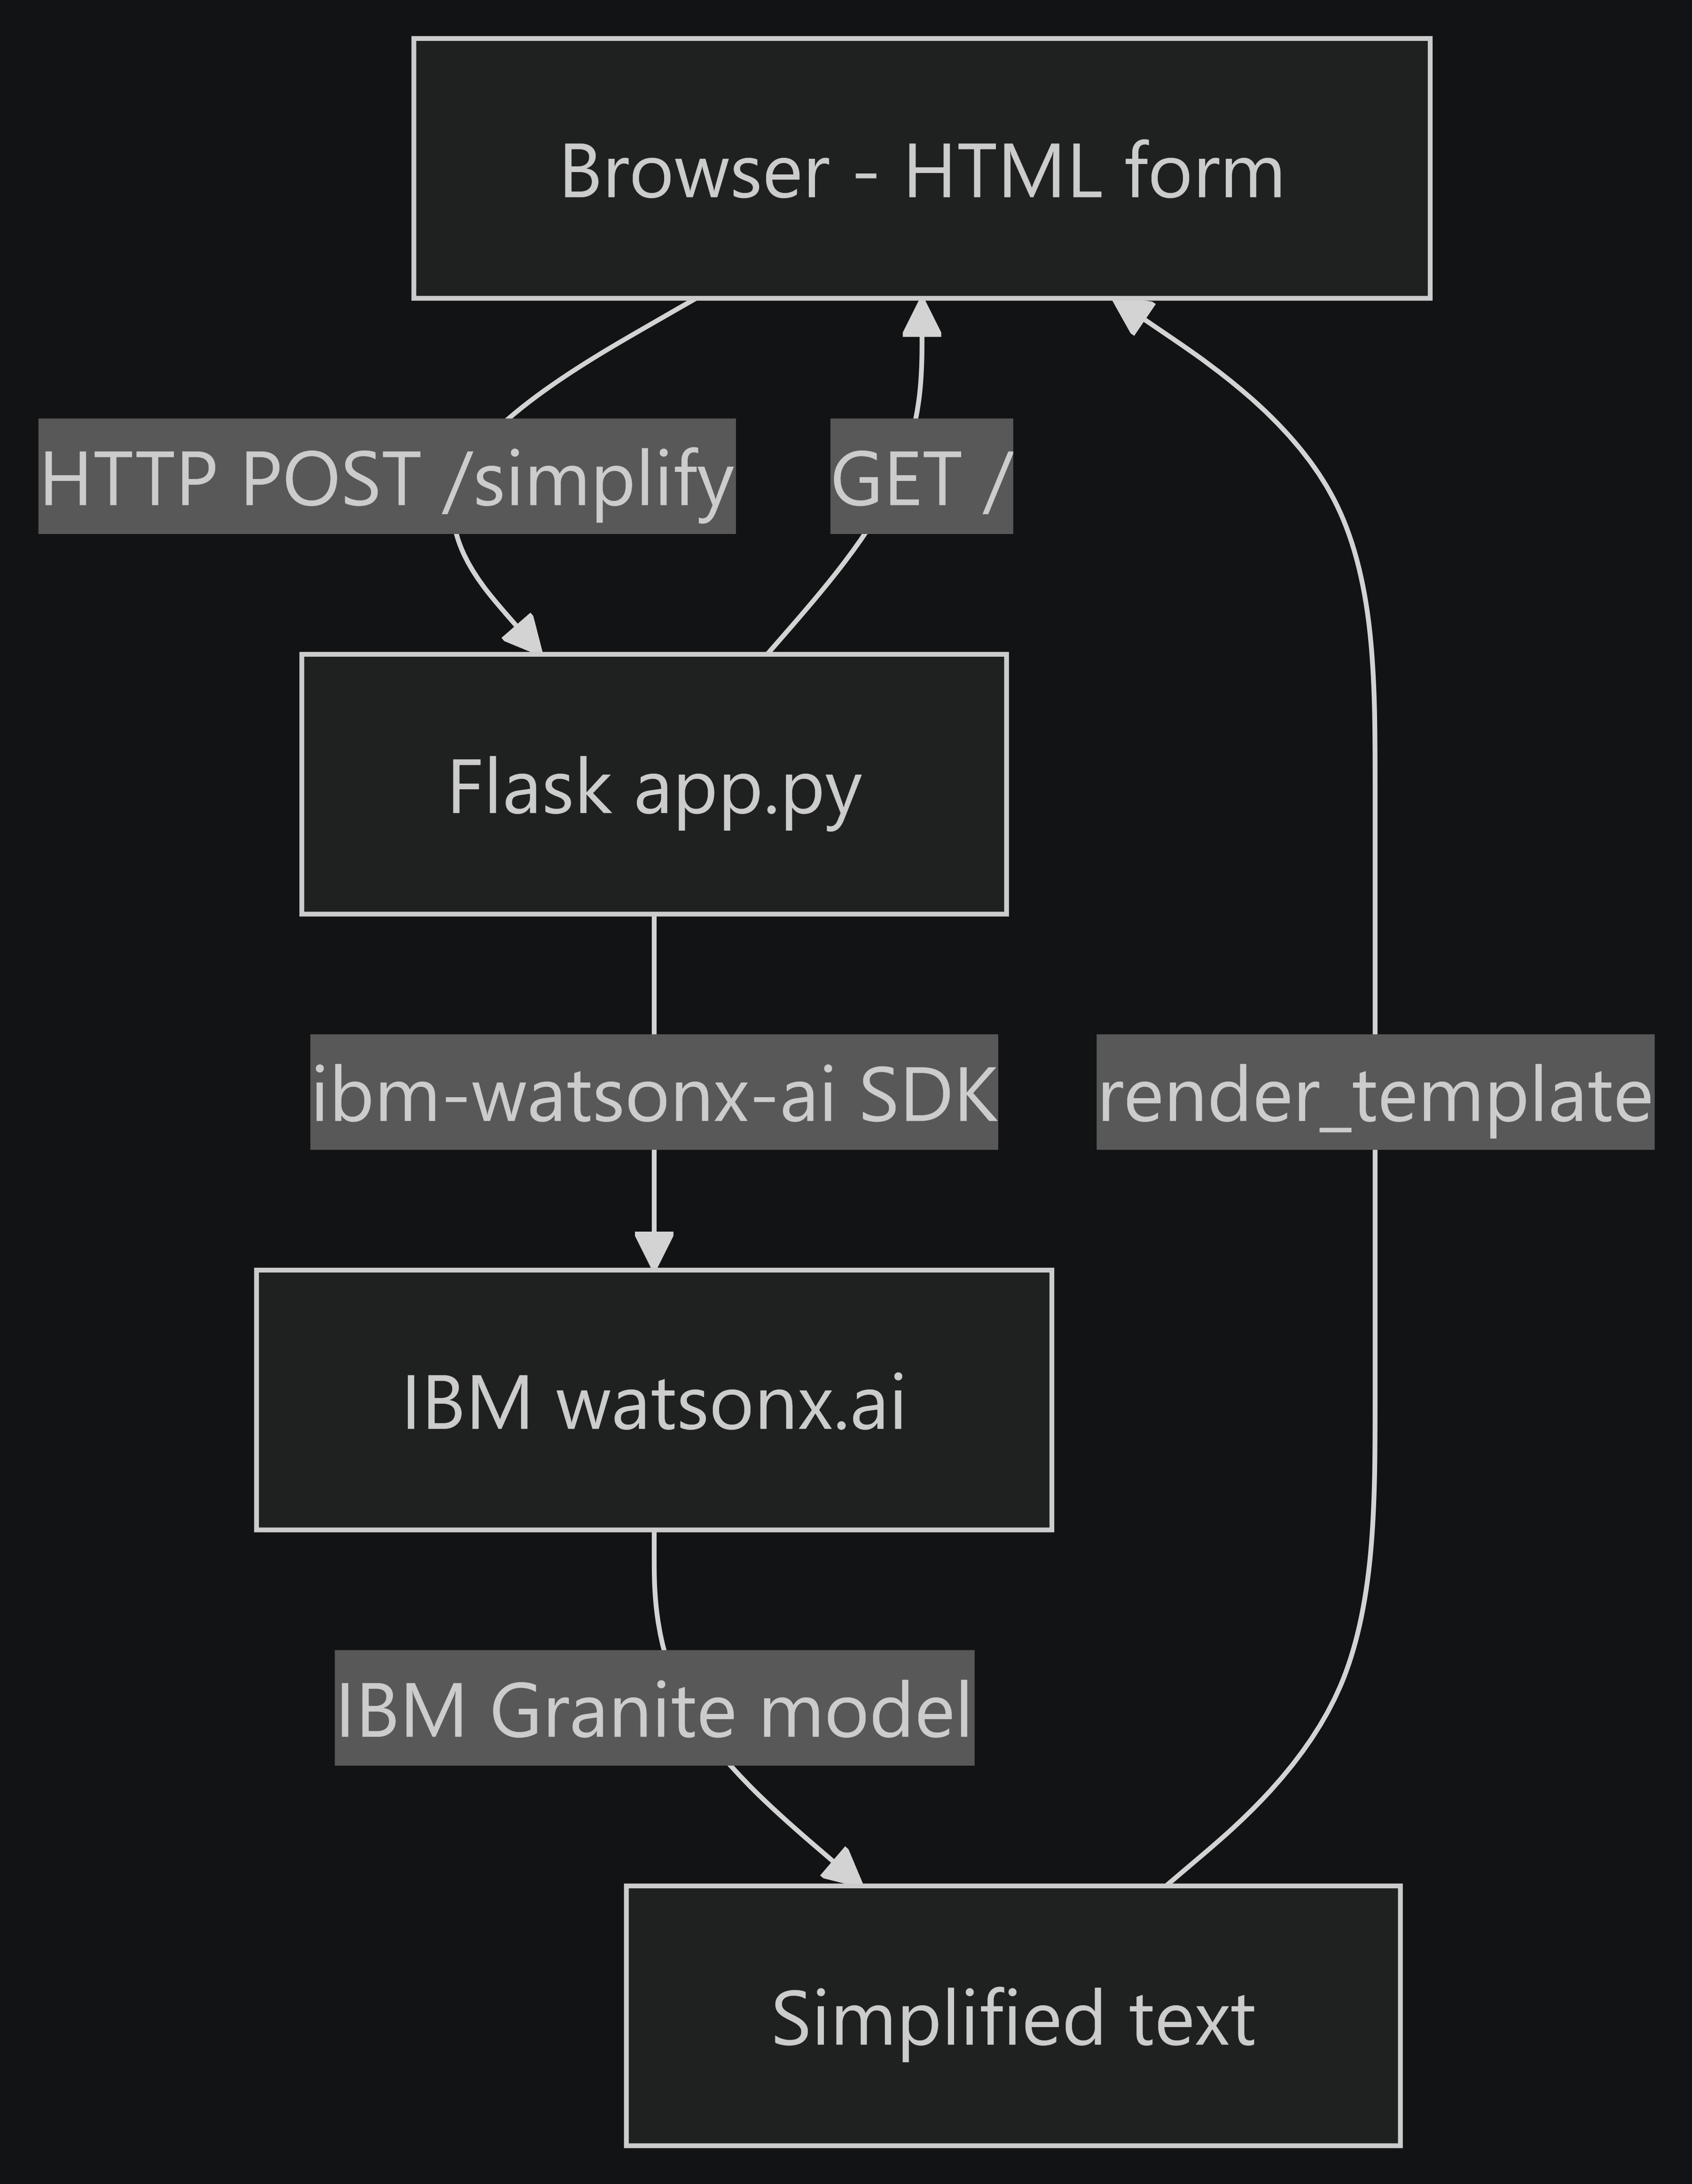 Browser - HTML form
HTTP POST /simplify
GET /
Flask app.py
ibm-watsonx-ai SDK
render_template
IBM watsonx.ai
IBM Granite model
Simplified text